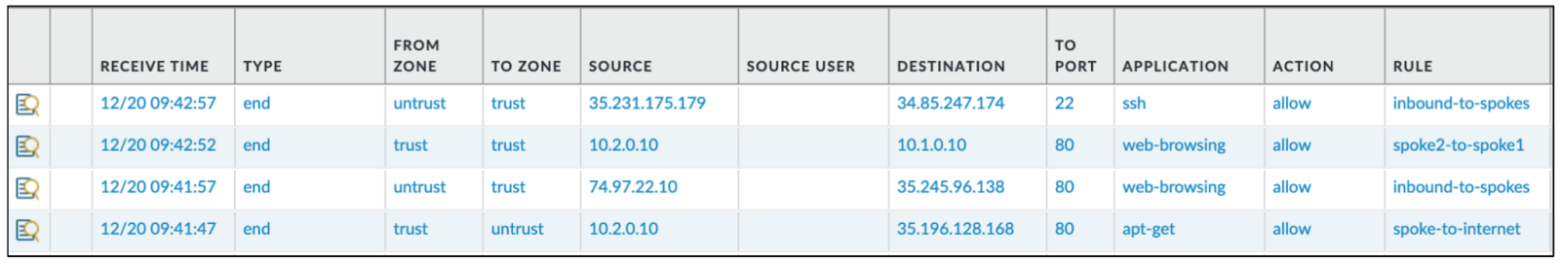 RECEIVE TIME TYPE FROM ZONE TO ZONE SOURCE SOURCE USER DESTINATION TO PORT APPLICATION ACTION RULE
12/20 09:42:57 end untrust trust 35.231.175.179 34.85.247.174 22 ssh allow inbound-to-spokes
12/20 09:42:52 end trust trust 10.2.0.10 10.1.0.10 80 web-browsing allow spoke2-to-spoke1
12/20 09:41:57 end untrust trust 74.97.22.10 35.245.96.138 80 web-browsing allow inbound-to-spokes
12/20 09:41:47 end trust untrust 10.2.0.10 35.196.128.168 80 apt-get allow spoke-to-internet